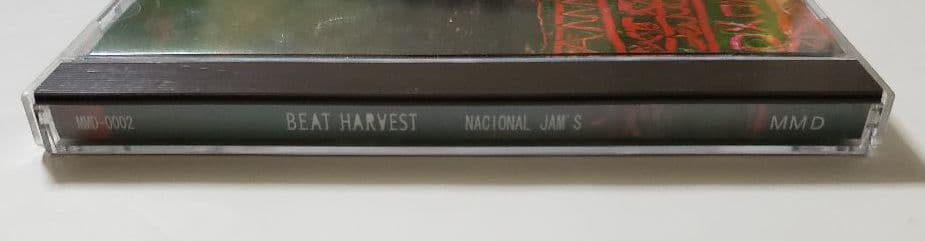 MMD-0002 BEAT HARVEST NACIONAL JAM'S MMD